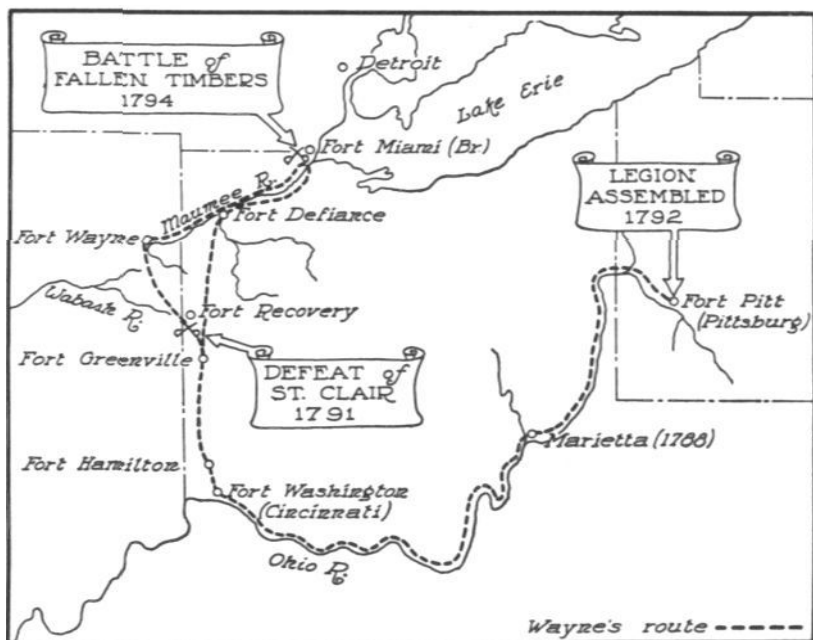 BATTLE of
FALLEN TIMBERS
1794
Detroit
Lake Erie
Fort Miami (Br)
LEGION
ASSEMBLED
1792
Maumee Rr.
Fort Defiance
Fort Wayne
Fort Pitt
(Pittsburg)
Wabash R.
Fort Recovery
Fort Greenville
DEFEAT of
ST. CLAIR
1791
Marietta (1788)
Fort Hamilton
Fort Washington
(Cincinnati)
Ohio R.
Wayne's route